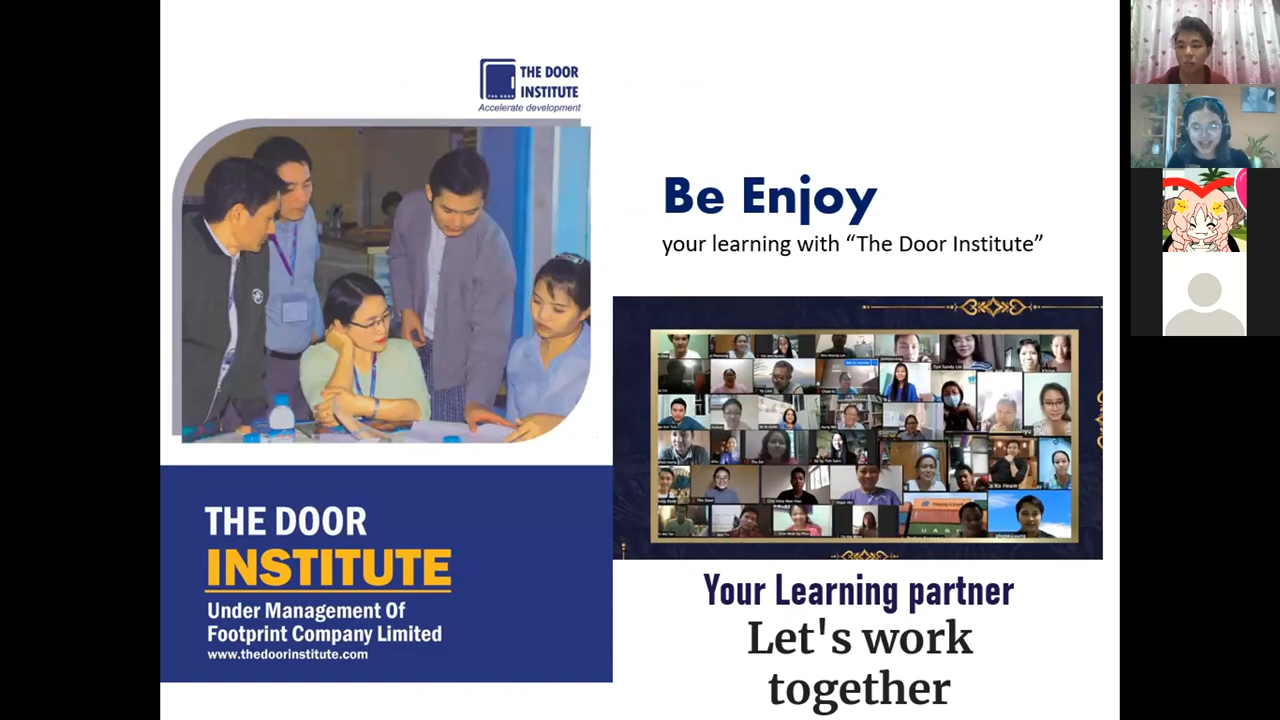 THE DOOR
INSTITUTE
Accelerate development
Be Enjoy
your learning with “The Door Institute”
THE DOOR
INSTITUTE
Under Management Of
Footprint Company Limited
www.thedoorinstitute.com
Your Learning partner
Let's work
together